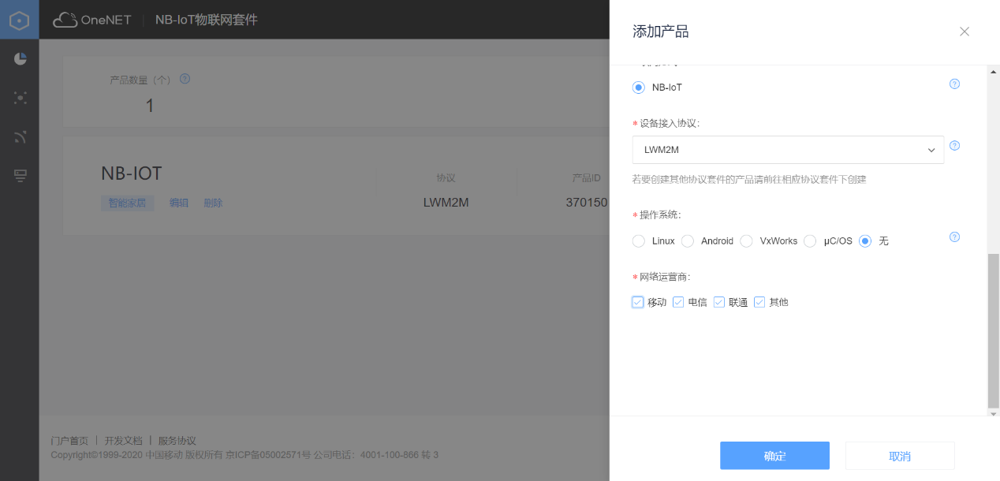 OneNET
NB-IoT物联网套件
产品数量（个）
1
NB-IOT
智能家居 编辑 删除
协议
LWM2M
产品ID
370150
门户首页 | 开发文档 | 服务协议
Copyright©1999-2020 中国移动 版权所有 京ICP备05002571号 公司电话：4001-100-866 转 3
添加产品
NB-IoT
*设备接入协议：
LWM2M
若要创建其他协议套件的产品请前往相应协议套件下创建
*操作系统：
Linux Android VxWorks μC/OS 无
*网络运营商：
移动 电信 联通 其他
确定 取消